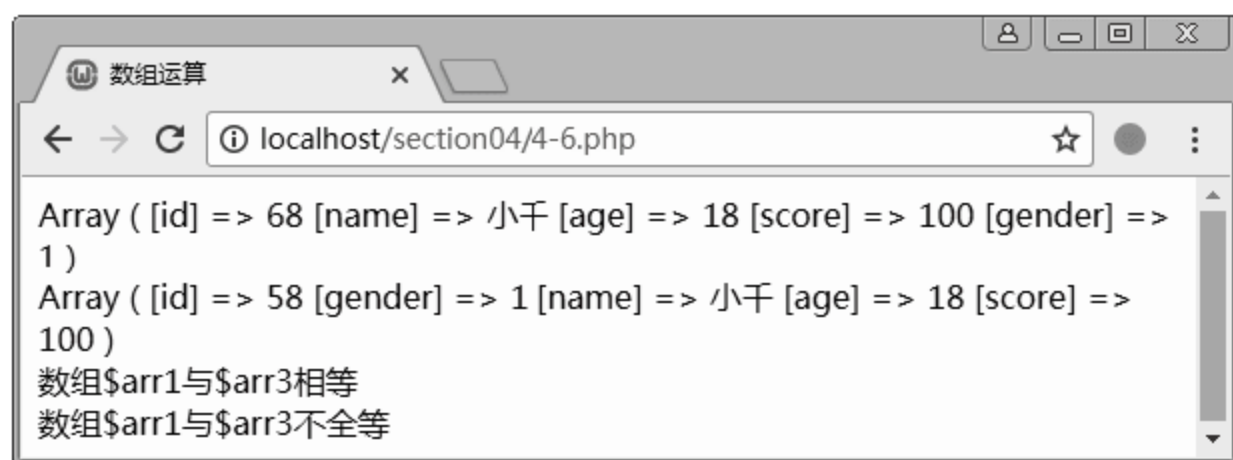 数组运算
localhost/section04/4-6.php
Array ( [id] => 68 [name] => 小千 [age] => 18 [score] => 100 [gender] =>
1 )
Array ( [id] => 58 [gender] => 1 [name] => 小千 [age] => 18 [score] =>
100 )
数组$arr1与$arr3相等
数组$arr1与$arr3不全等